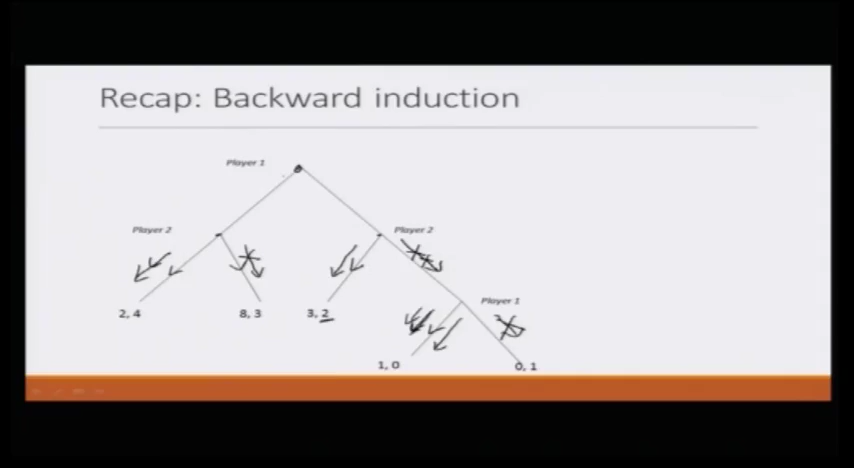 Recap: Backward induction
Player 1
Player 2
Player 2
2, 4
8, 3
3, 2
Player 1
1, 0
0, 1